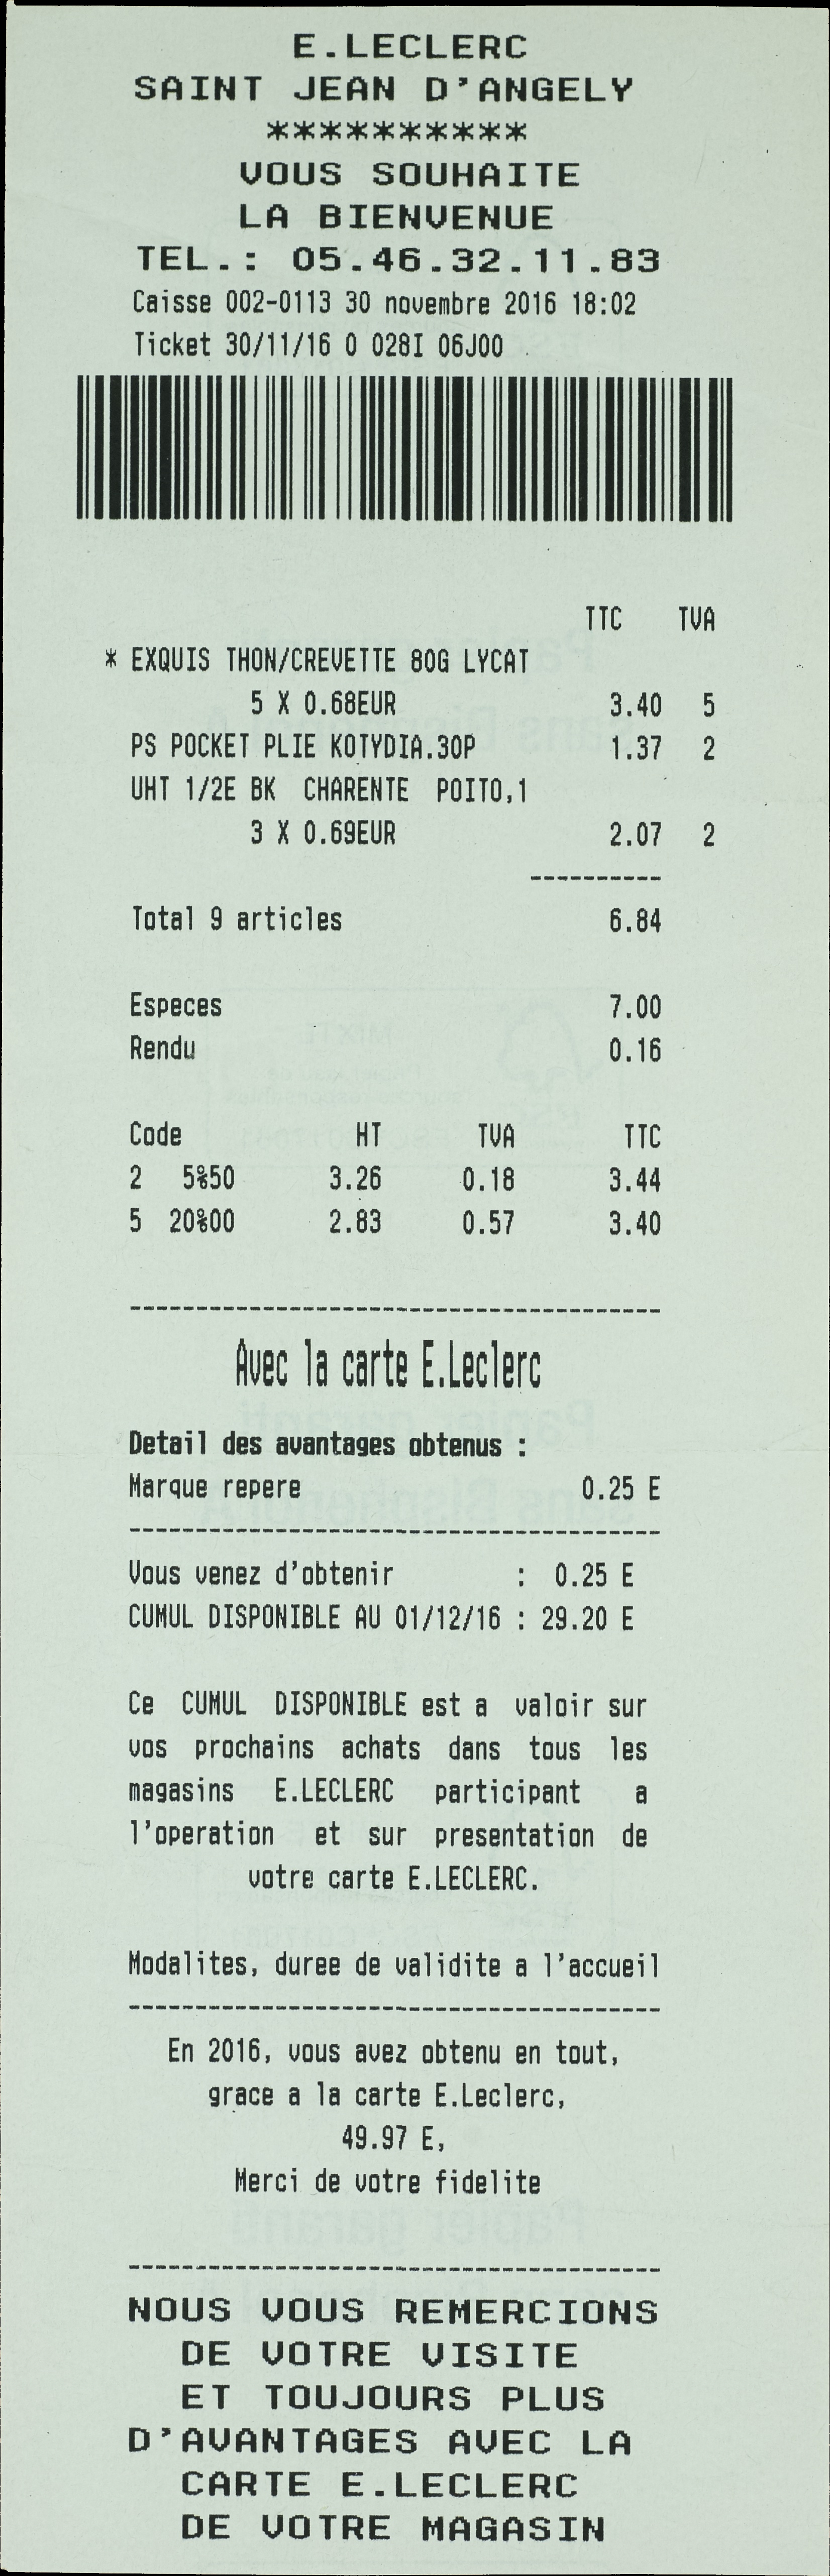 E.LECLERC
SAINT JEAN D'ANGELY
**********
VOUS SOUHAITE
LA BIENVENUE
TEL.: 05.46.32.11.83
Caisse 002-0113 30 novembre 2016 18:02
Ticket 30/11/16 0 028I 06J00
TTC TVA
* EXQUIS THON/CREVETTE 80G LYCAT
5 X 0.68EUR 3.40 5
PS POCKET PLIE KOTYDIA.30P 1.37 2
UHT 1/2E BK CHARENTE POITO,1
3 X 0.69EUR 2.07 2
----------
Total 9 articles 6.84
Especes 7.00
Rendu 0.16
Code HT TVA TTC
2 5%50 3.26 0.18 3.44
5 20%00 2.83 0.57 3.40
----------------------------------------
Avec la carte E.Leclerc
Detail des avantages obtenus :
Marque repere 0.25 E
----------------------------------------
Vous venez d'obtenir : 0.25 E
CUMUL DISPONIBLE AU 01/12/16 : 29.20 E
Ce CUMUL DISPONIBLE est a valoir sur
vos prochains achats dans tous les
magasins E.LECLERC participant a
l'operation et sur presentation de
votre carte E.LECLERC.
Modalites, duree de validite a l'accueil
----------------------------------------
En 2016, vous avez obtenu en tout,
grace a la carte E.Leclerc,
49.97 E,
Merci de votre fidelite
----------------------------------------
NOUS VOUS REMERCIONS
DE VOTRE VISITE
ET TOUJOURS PLUS
D'AVANTAGES AVEC LA
CARTE E.LECLERC
DE VOTRE MAGASIN